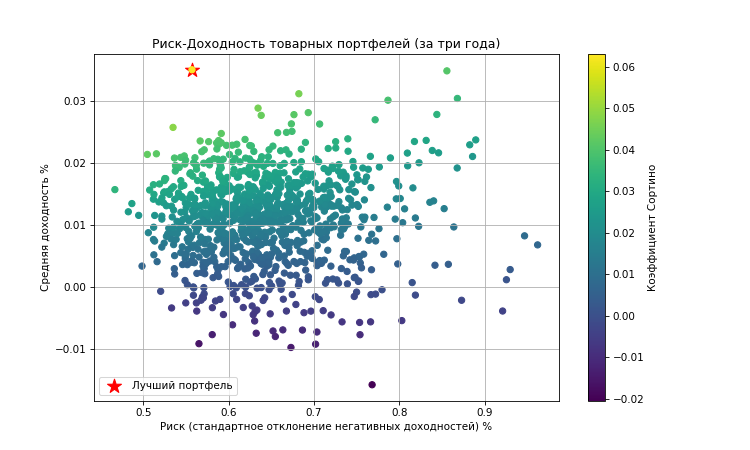 Риск-Доходность товарных портфелей (за три года)
Средняя доходность %
0.03
0.02
0.01
0.00
−0.01
Лучший портфель
0.5 0.6 0.7 0.8 0.9
Риск (стандартное отклонение негативных доходностей) %
0.06
0.05
0.04
0.03
0.02
0.01
0.00
−0.01
−0.02
Коэффициент Сортино